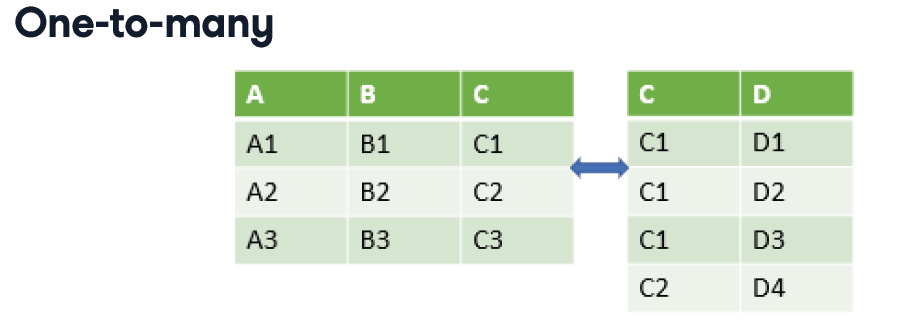 One-to-many
A B C C D
A1 B1 C1 C1 D1
A2 B2 C2 C1 D2
A3 B3 C3 C1 D3
C2 D4